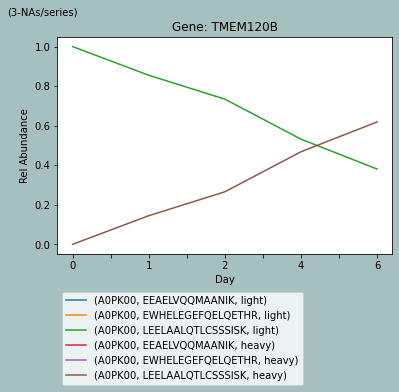 (3-NAs/series)
Gene: TMEM120B
1.0
0.8
0.6
0.4
0.2
0.0
Rel Abundance
0 1 2 4 6
Day
(A0PK00, EEAELVQQMAANIK, light)
(A0PK00, EWHELEGEFQELQETHR, light)
(A0PK00, LEELAALQTLCSSSISK, light)
(A0PK00, EEAELVQQMAANIK, heavy)
(A0PK00, EWHELEGEFQELQETHR, heavy)
(A0PK00, LEELAALQTLCSSSISK, heavy)